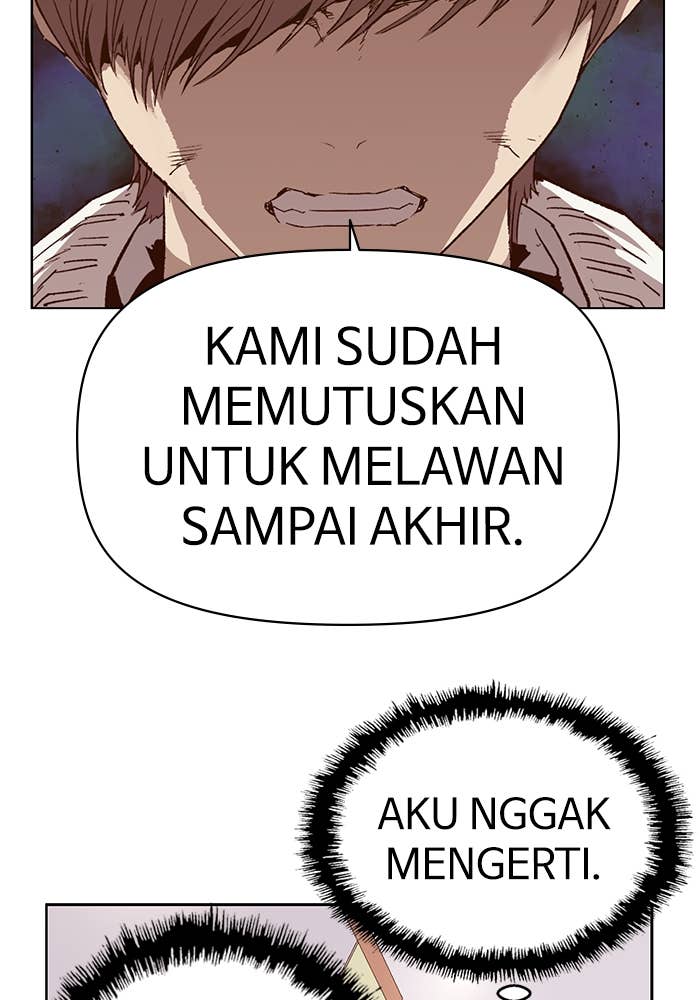 KAMI SUDAH
MEMUTUSKAN
UNTUK MELAWAN
SAMPAI AKHIR.
AKU NGGAK
MENGERTI.